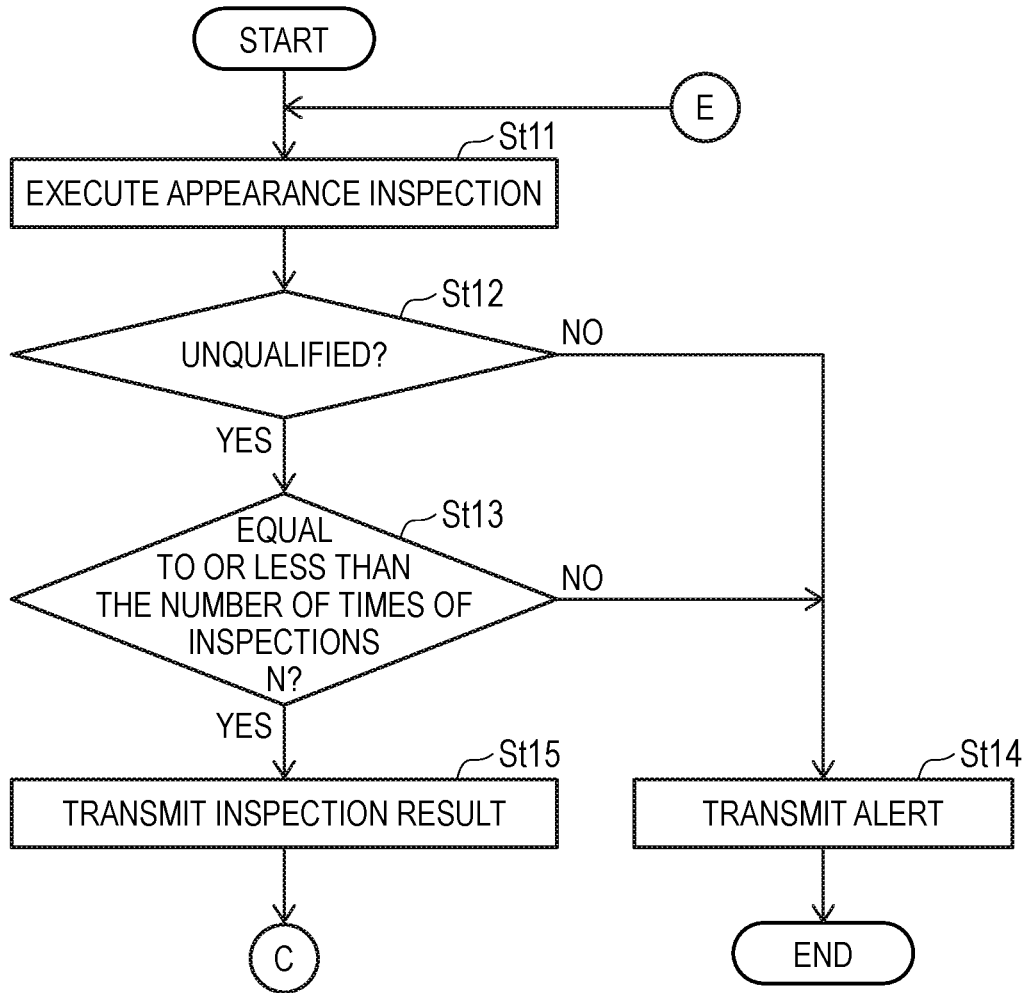 START
E
St11
EXECUTE APPEARANCE INSPECTION
St12
UNQUALIFIED?
NO
YES
St13
EQUAL
TO OR LESS THAN
THE NUMBER OF TIMES OF
INSPECTIONS
N?
NO
YES
St15
TRANSMIT INSPECTION RESULT
St14
TRANSMIT ALERT
C
END